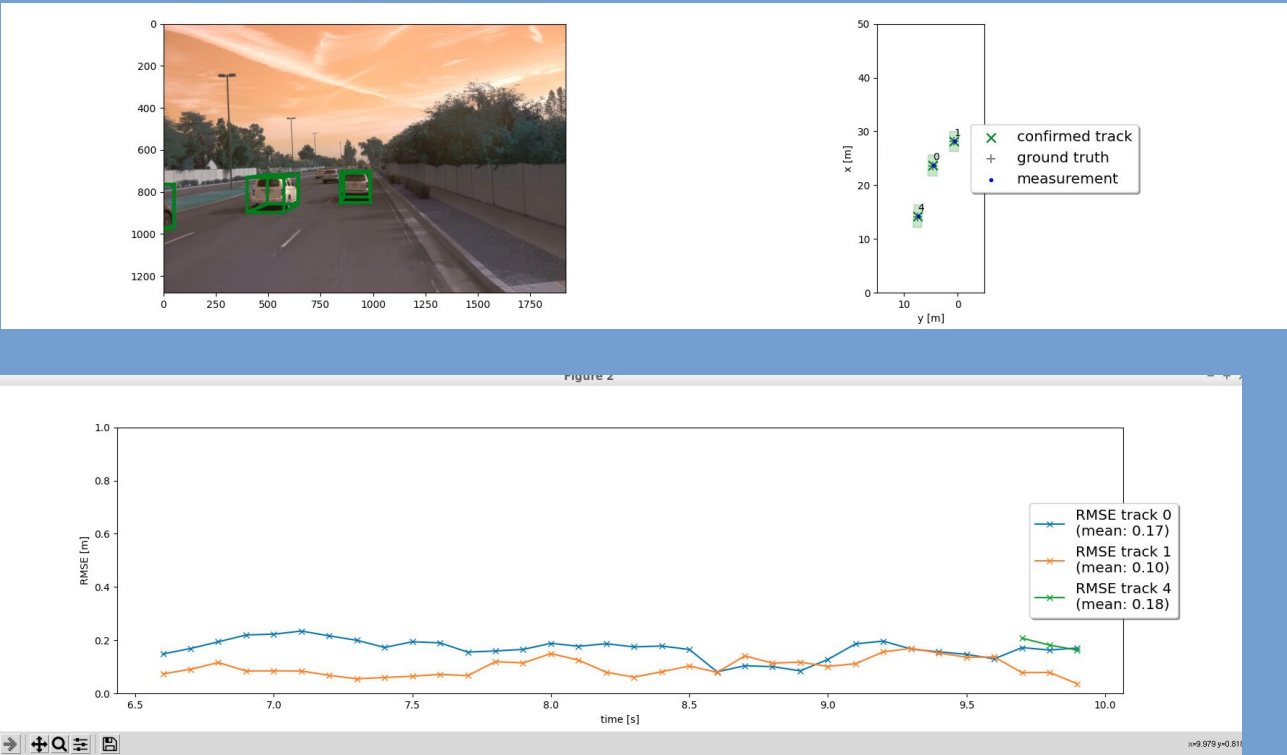 0
200
400
600
800
1000
1200
0 250 500 750 1000 1250 1500 1750
50
40
30
20
10
0
x [m]
10 0
y [m]
1
0
4
confirmed track
ground truth
measurement
Figure 2
1.0
0.8
0.6
0.4
0.2
0.0
RMSE [m]
6.5 7.0 7.5 8.0 8.5 9.0 9.5 10.0
time [s]
RMSE track 0
(mean: 0.17)
RMSE track 1
(mean: 0.10)
RMSE track 4
(mean: 0.18)